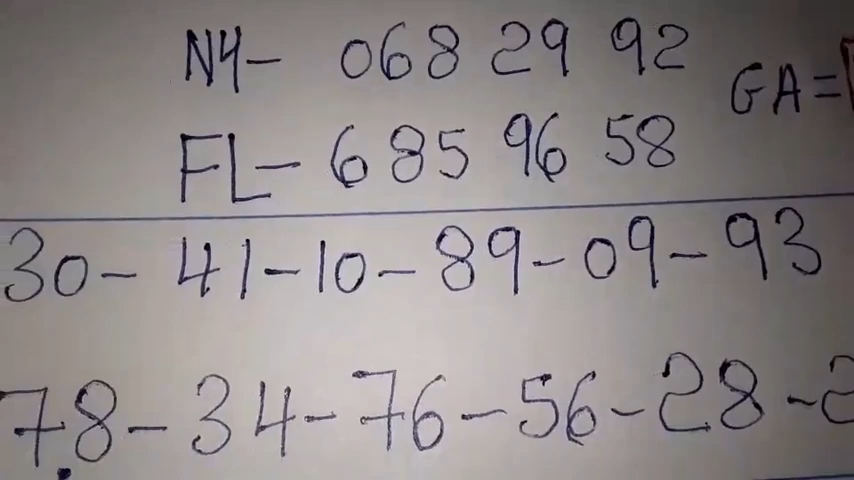 NY- 068 29 92
GA=
FL- 685 96 58
30- 41-10- 89- 09- 93
78- 34- 76- 56- 28 -2